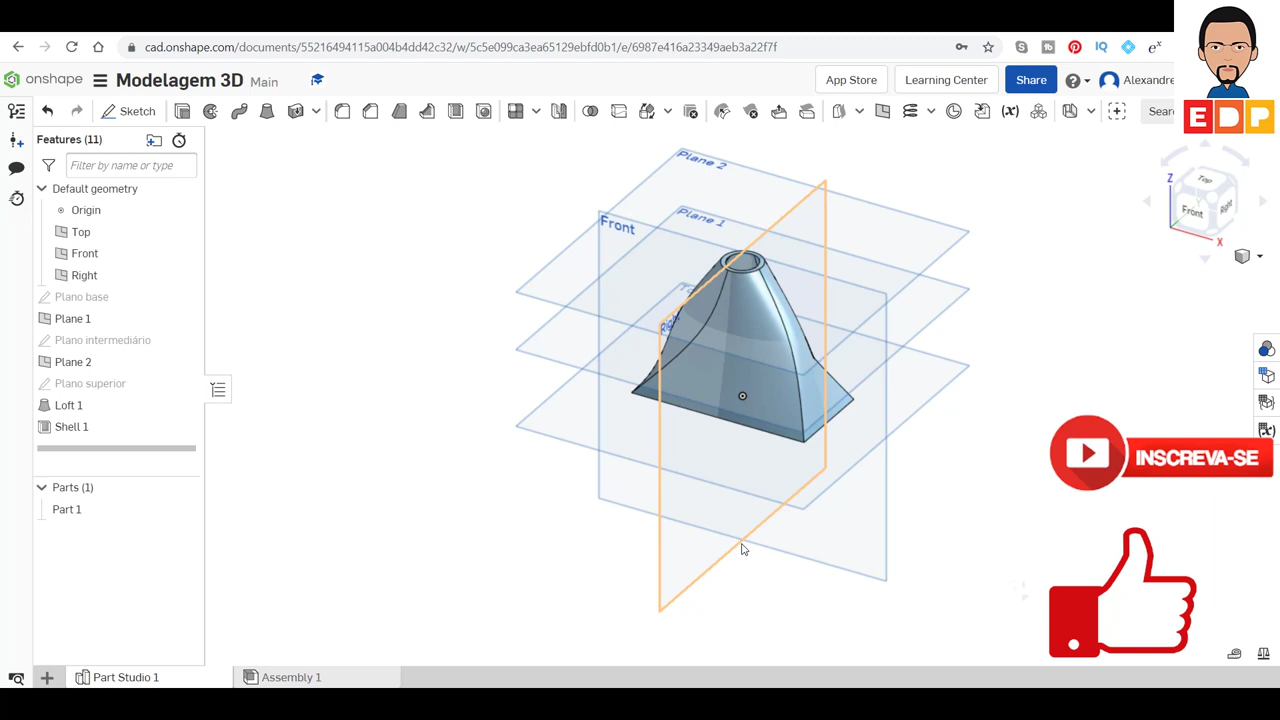 cad.onshape.com/documents/55216494115a004b4dd42c32/w/5c5e099ca3ea65129ebfd0b1/e/6987e416a23349aeb3a22f7f
IQ
eˣ
onshape
Modelagem 3D
Main
App Store
Learning Center
Share
Alexandre
E D P
Sketch
(x)
Sear
Features (11)
Filter by name or type
Default geometry
Origin
Top
Front
Right
Plano base
Plane 1
Plano intermediário
Plane 2
Plano superior
Loft 1
Shell 1
Parts (1)
Part 1
Plane 2
Plane 1
Front
Z
Top
Front
Right
X
INSCREVA-SE
Part Studio 1
Assembly 1